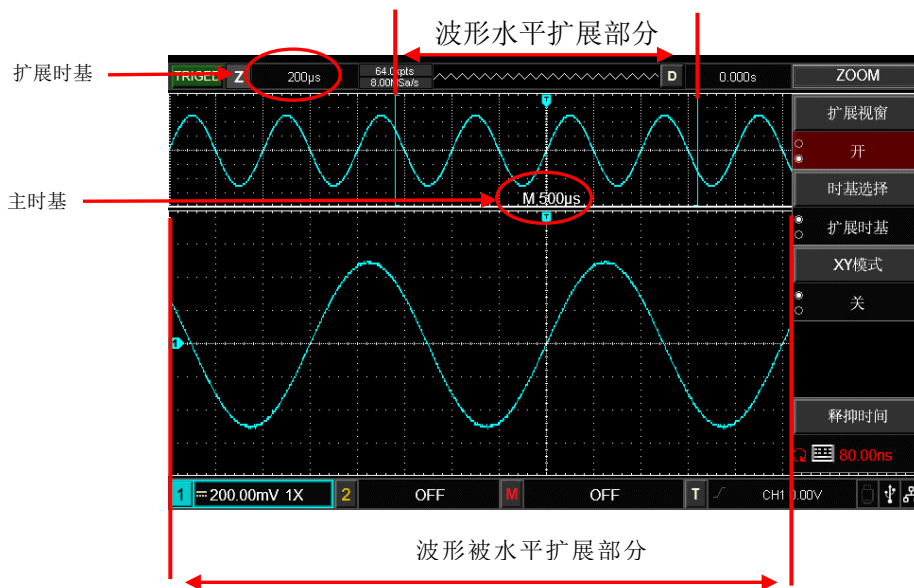 波形水平扩展部分
扩展时基
TRIGED Z 200μs 64.0kpts D 0.000s ZOOM
8.00MSa/s
T
扩展视窗
开
主时基
M 500μs
时基选择
T
扩展时基
XY模式
关
1
释抑时间
80.00ns
1 200.00mV 1X 2 OFF M OFF T CH1 0.00V
波形被水平扩展部分